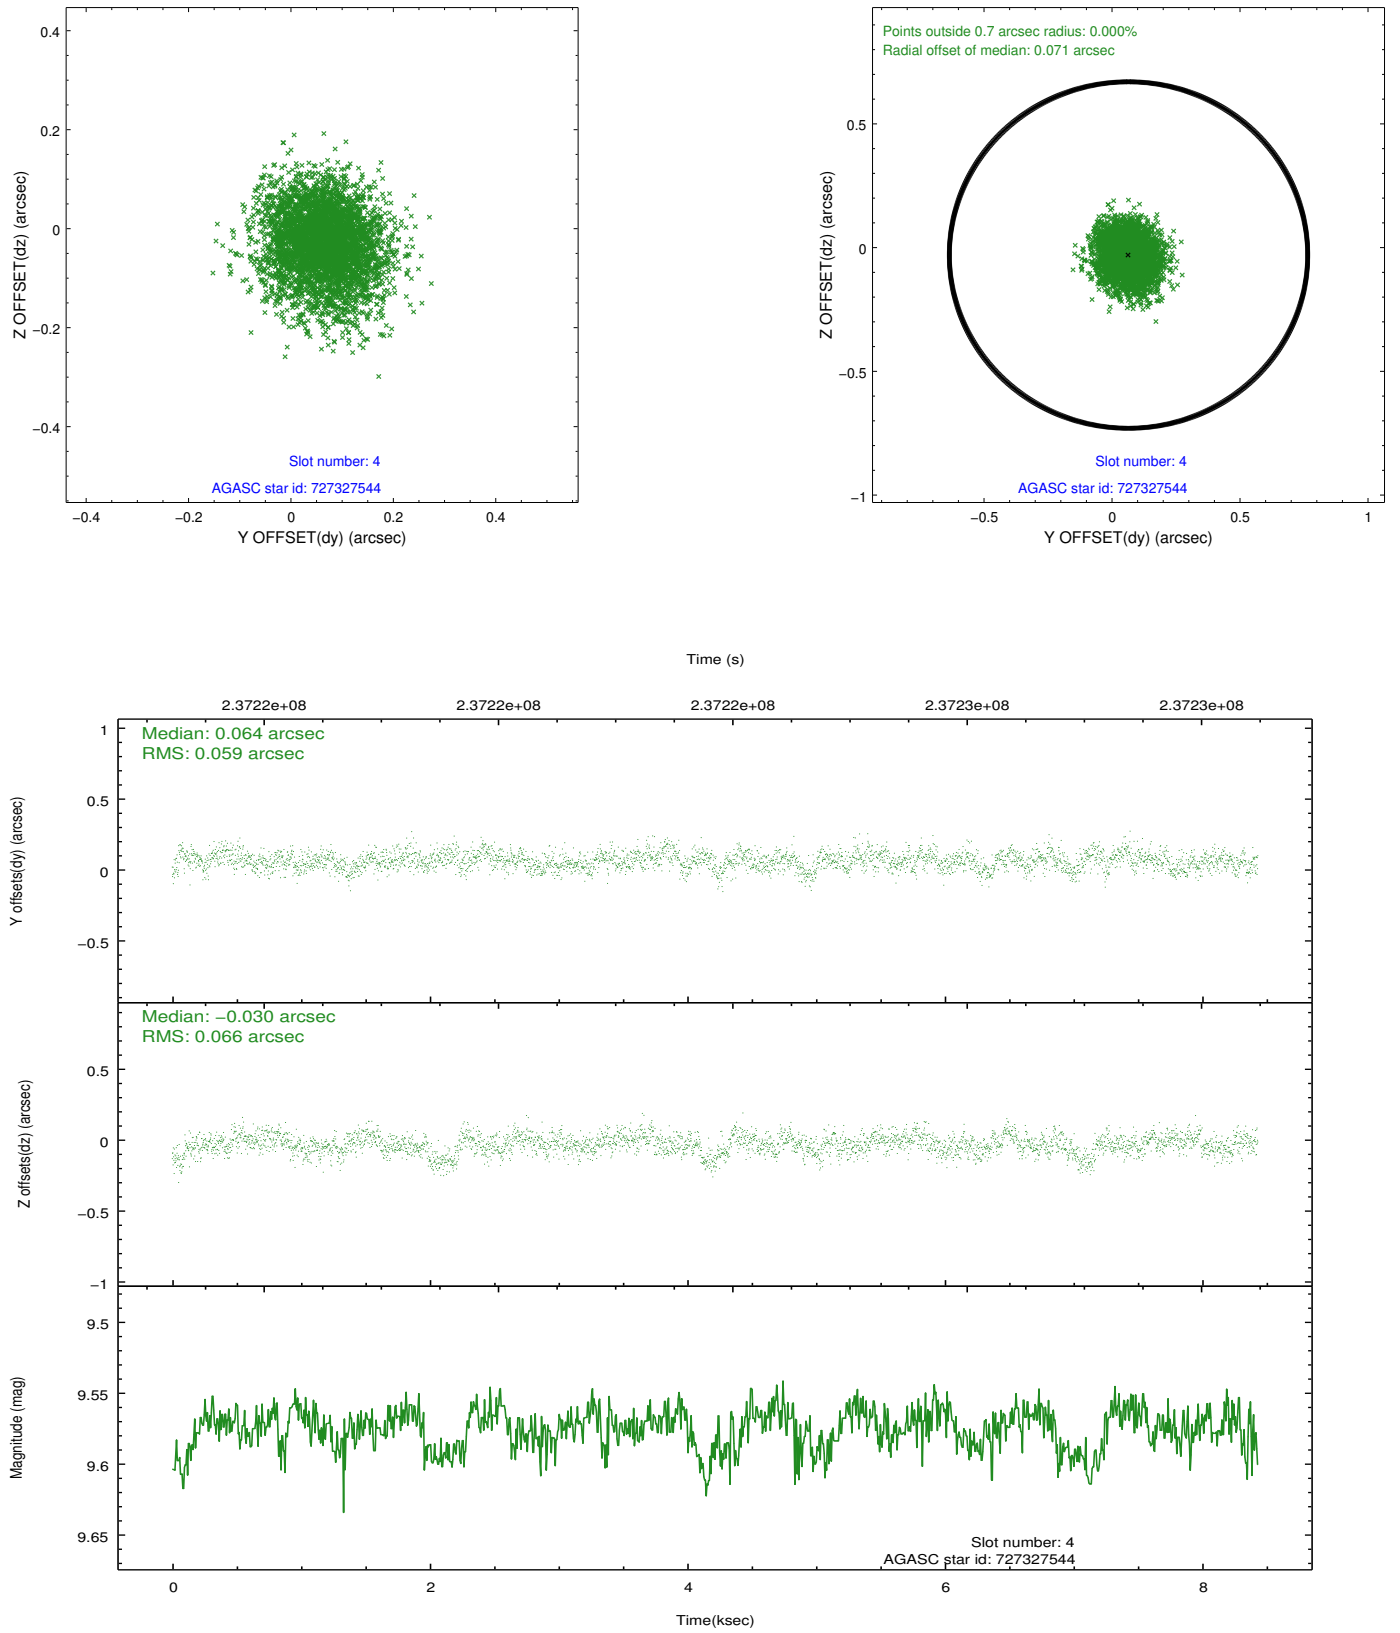 0.4
0.2
0
−0.2
−0.4
Z OFFSET(dz) (arcsec)
Slot number: 4
AGASC star id: 727327544
−0.4 −0.2 0 0.2 0.4
Y OFFSET(dy) (arcsec)
Points outside 0.7 arcsec radius: 0.000%
Radial offset of median: 0.071 arcsec
0.5
0
−0.5
−1
Z OFFSET(dz) (arcsec)
Slot number: 4
AGASC star id: 727327544
−0.5 0 0.5 1
Y OFFSET(dy) (arcsec)
Time (s)
2.3722e+08 2.3722e+08 2.3722e+08 2.3723e+08 2.3723e+08
Median: 0.064 arcsec
RMS: 0.059 arcsec
1
0.5
0
−0.5
Y offsets(dy) (arcsec)
Median: −0.030 arcsec
RMS: 0.066 arcsec
0.5
0
−0.5
−1
Z offsets(dz) (arcsec)
9.5
9.55
9.6
9.65
Magnitude (mag)
Slot number: 4
AGASC star id: 727327544
0 2 4 6 8
Time(ksec)